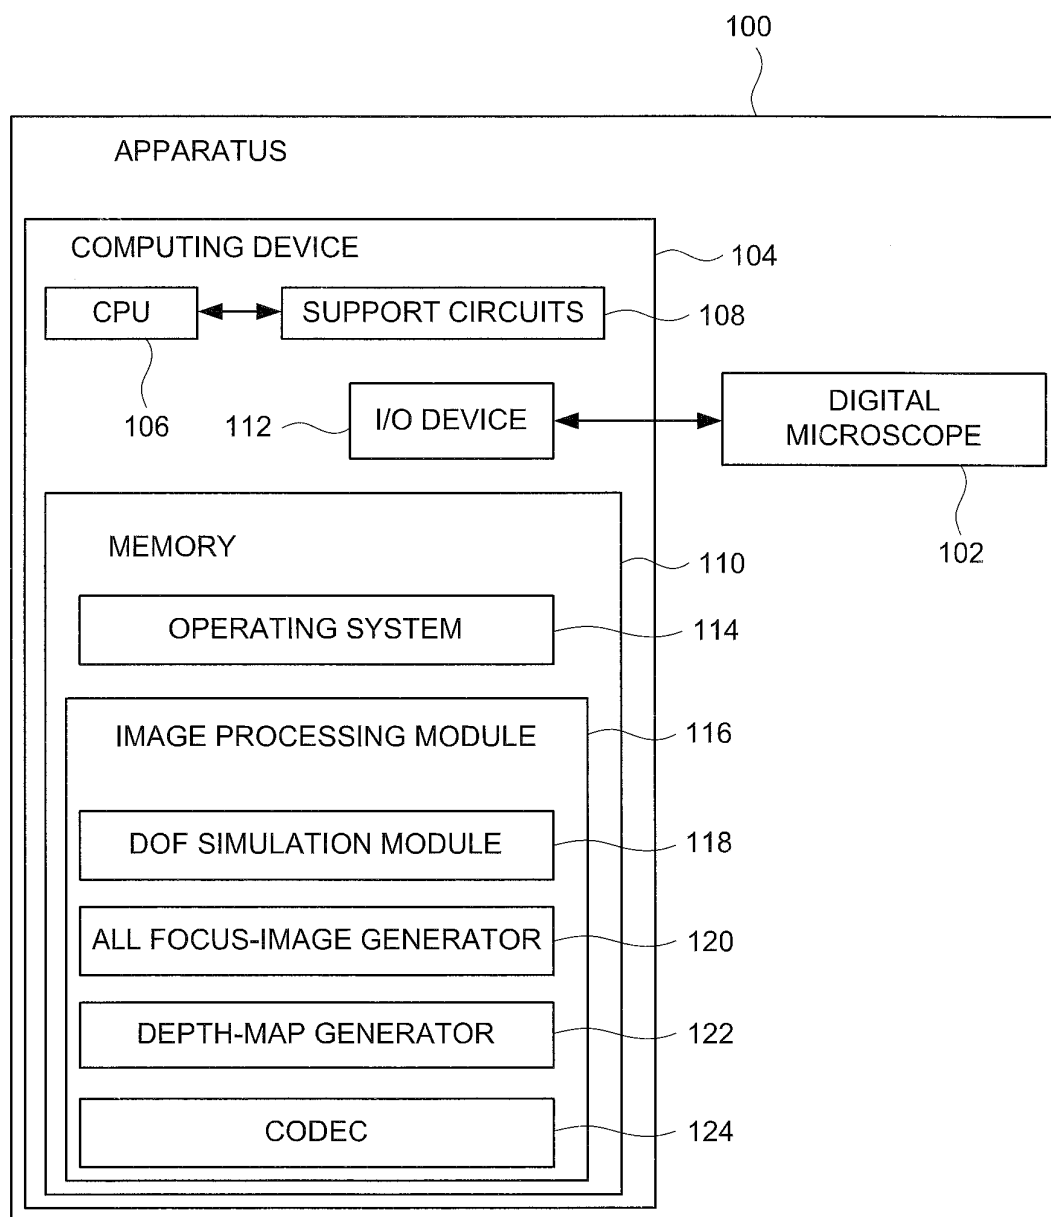 100
APPARATUS
COMPUTING DEVICE
104
CPU
SUPPORT CIRCUITS
108
106
112
I/O DEVICE
DIGITAL
MICROSCOPE
102
MEMORY
110
OPERATING SYSTEM
114
IMAGE PROCESSING MODULE
116
DOF SIMULATION MODULE
118
ALL FOCUS-IMAGE GENERATOR
120
DEPTH-MAP GENERATOR
122
CODEC
124